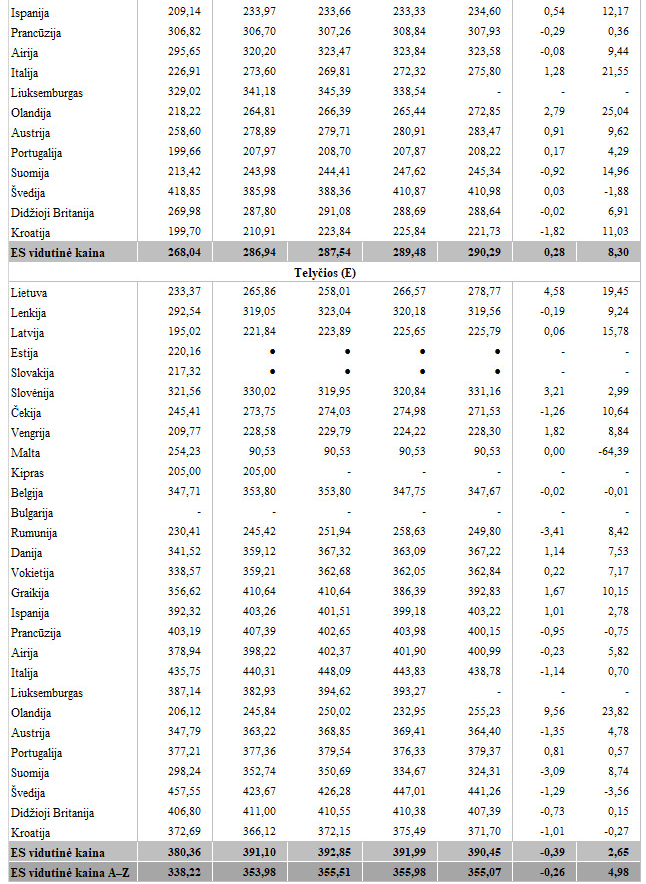 Ispanija 209,14 233,97 233,66 233,33 234,60 0,54 12,17
Prancūzija 306,82 306,70 307,26 308,84 307,93 -0,29 0,36
Airija 295,65 320,20 323,47 323,84 323,58 -0,08 9,44
Italija 226,91 273,60 269,81 272,32 275,80 1,28 21,55
Liuksemburgas 329,02 341,18 345,39 338,54 - - -
Olandija 218,22 264,81 266,39 265,44 272,85 2,79 25,04
Austrija 258,60 278,89 279,71 280,91 283,47 0,91 9,62
Portugalija 199,66 207,97 208,70 207,87 208,22 0,17 4,29
Suomija 213,42 243,98 244,41 247,62 245,34 -0,92 14,96
Švedija 418,85 385,98 388,36 410,87 410,98 0,03 -1,88
Didžioji Britanija 269,98 287,80 291,08 288,69 288,64 -0,02 6,91
Kroatija 199,70 210,91 223,84 225,84 221,73 -1,82 11,03
ES vidutinė kaina 268,04 286,94 287,54 289,48 290,29 0,28 8,30
Telyčios (E)
Lietuva 233,37 265,86 258,01 266,57 278,77 4,58 19,45
Lenkija 292,54 319,05 323,04 320,18 319,56 -0,19 9,24
Latvija 195,02 221,84 223,89 225,65 225,79 0,06 15,78
Estija 220,16 ● ● ● ● - -
Slovakija 217,32 ● ● ● ● - -
Slovėnija 321,56 330,02 319,95 320,84 331,16 3,21 2,99
Čekija 245,41 273,75 274,03 274,98 271,53 -1,26 10,64
Vengrija 209,77 228,58 229,79 224,22 228,30 1,82 8,84
Malta 254,23 90,53 90,53 90,53 90,53 0,00 -64,39
Kipras 205,00 205,00 - - - - -
Belgija 347,71 353,80 353,80 347,75 347,67 -0,02 -0,01
Bulgarija - - - - - - -
Rumunija 230,41 245,42 251,94 258,63 249,80 -3,41 8,42
Danija 341,52 359,12 367,32 363,09 367,22 1,14 7,53
Vokietija 338,57 359,21 362,68 362,05 362,84 0,22 7,17
Graikija 356,62 410,64 410,64 386,39 392,83 1,67 10,15
Ispanija 392,32 403,26 401,51 399,18 403,22 1,01 2,78
Prancūzija 403,19 407,39 402,65 403,98 400,15 -0,95 -0,75
Airija 378,94 398,22 402,37 401,90 400,99 -0,23 5,82
Italija 435,75 440,31 448,09 443,83 438,78 -1,14 0,70
Liuksemburgas 387,14 382,93 394,62 393,27 - - -
Olandija 206,12 245,84 250,02 232,95 255,23 9,56 23,82
Austrija 347,79 363,22 368,85 369,41 364,40 -1,35 4,78
Portugalija 377,21 377,36 379,54 376,33 379,37 0,81 0,57
Suomija 298,24 352,74 350,69 334,67 324,31 -3,09 8,74
Švedija 457,55 423,67 426,28 447,01 441,26 -1,29 -3,56
Didžioji Britanija 406,80 411,00 410,55 410,38 407,39 -0,73 0,15
Kroatija 372,69 366,12 372,15 375,49 371,70 -1,01 -0,27
ES vidutinė kaina 380,36 391,10 392,85 391,99 390,45 -0,39 2,65
ES vidutinė kaina A–Z 338,22 353,98 355,51 355,98 355,07 -0,26 4,98